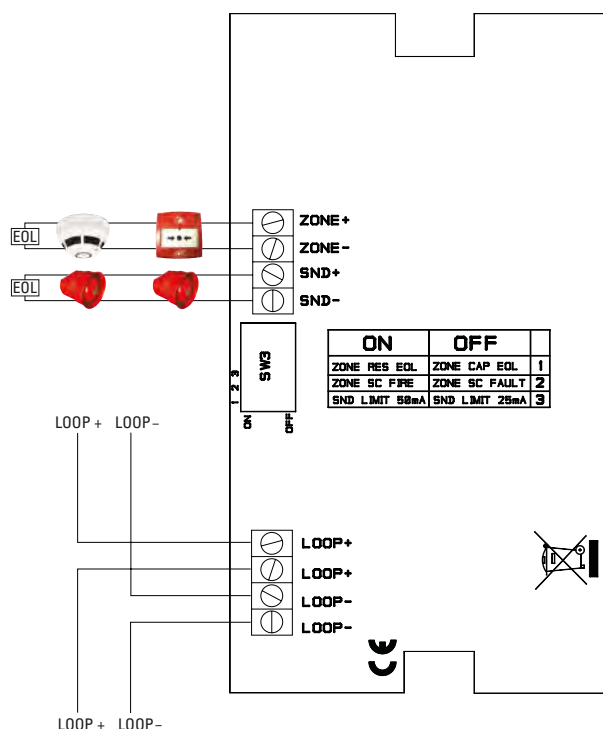 EOL
ZONE+
ZONE-
EOL
SND+
SND-
SW3
1 2 3
ON
OFF
ON OFF
ZONE RES EOL ZONE CAP EOL 1
ZONE SC FIRE ZONE SC FAULT 2
SND LIMIT 50mA SND LIMIT 25mA 3
LOOP+ LOOP-
LOOP+
LOOP+
LOOP-
LOOP-
CE
LOOP+ LOOP-